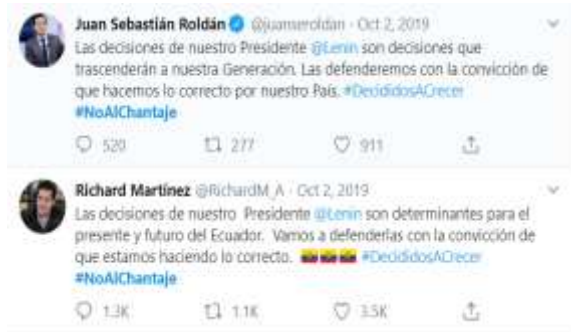 Juan Sebastián Roldán @juanseroldan · Oct 2, 2019
Las decisiones de nuestro Presidente @Lenin son decisiones que
trascenderán a nuestra Generación. Las defenderemos con la convicción de
que hacemos lo correcto por nuestro País. #DecididosACrecer
#NoAlChantaje
520 277 911
Richard Martínez @RichardM_A · Oct 2, 2019
Las decisiones de nuestro Presidente @Lenin son determinantes para el
presente y futuro del Ecuador. Vamos a defenderlas con la convicción de
que estamos haciendo lo correcto. 🇪🇨🇪🇨🇪🇨 #DecididosACrecer
#NoAlChantaje
1.3K 1.1K 3.5K